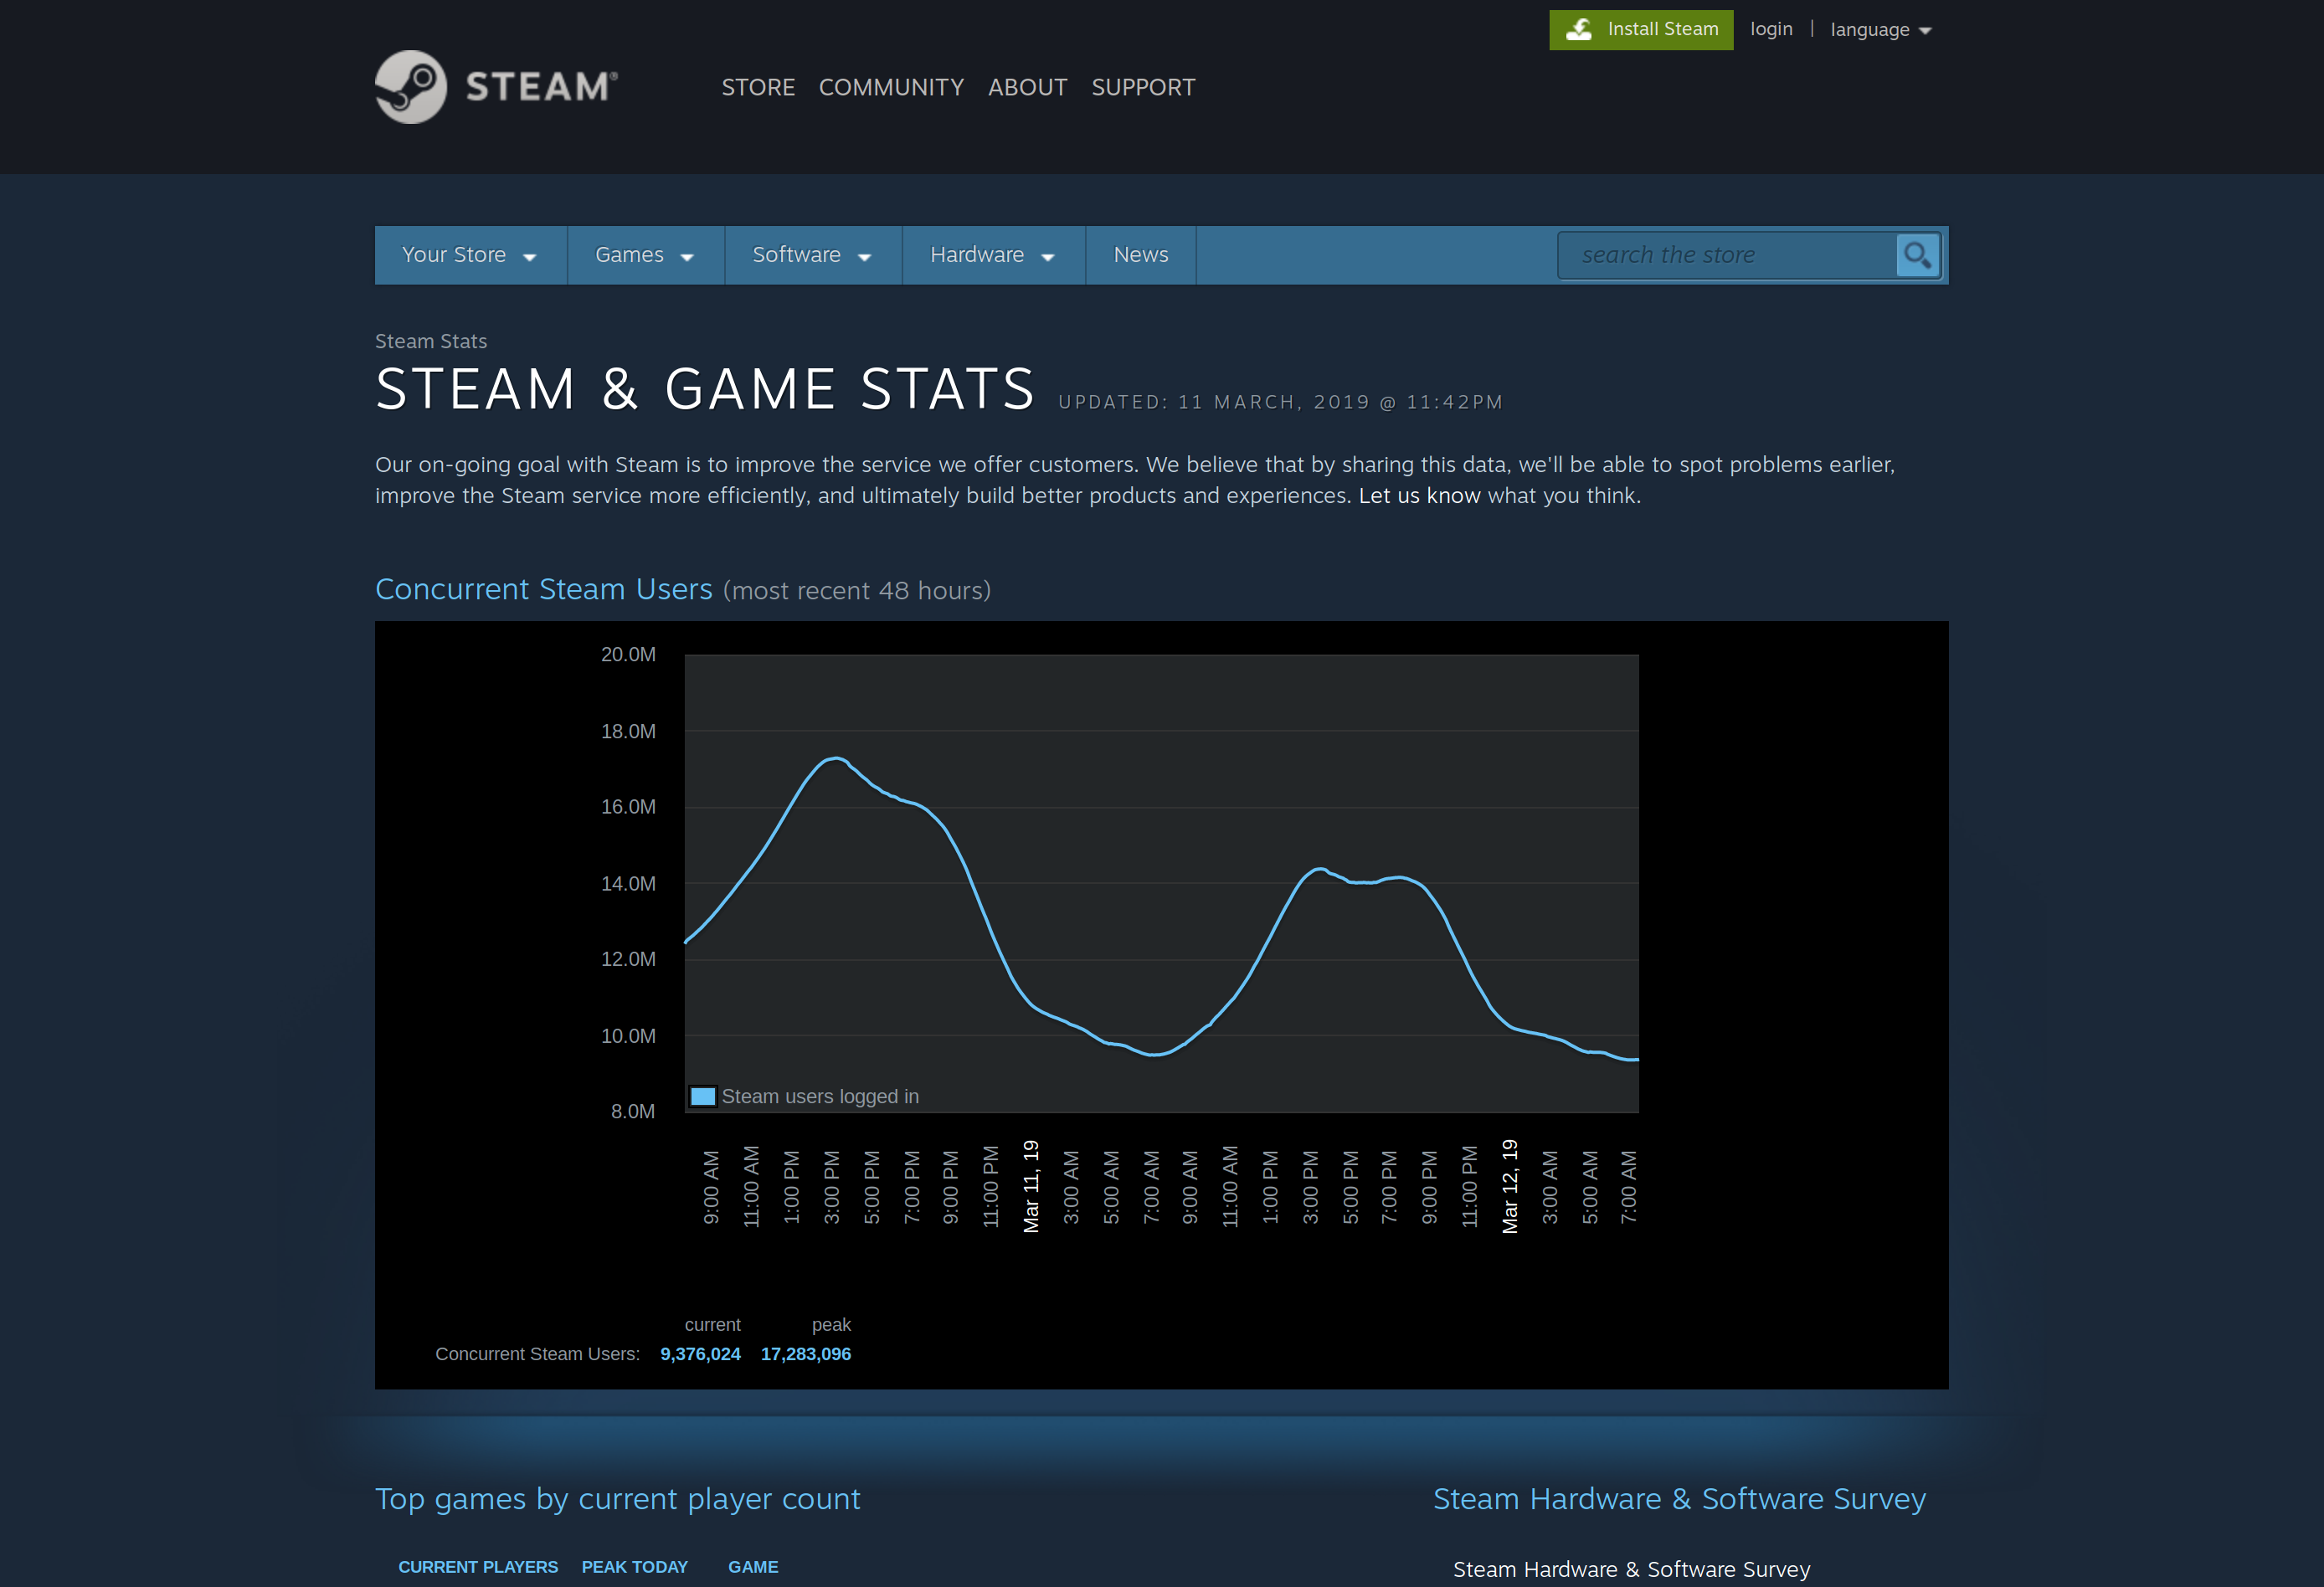 Install Steam login | language
STEAM®
STORE COMMUNITY ABOUT SUPPORT
Your Store Games Software Hardware News search the store
Steam Stats
STEAM & GAME STATS UPDATED: 11 MARCH, 2019 @ 11:42PM
Our on-going goal with Steam is to improve the service we offer customers. We believe that by sharing this data, we'll be able to spot problems earlier,
improve the Steam service more efficiently, and ultimately build better products and experiences. Let us know what you think.
Concurrent Steam Users (most recent 48 hours)
20.0M
18.0M
16.0M
14.0M
12.0M
10.0M
8.0M
Steam users logged in
9:00 AM
11:00 AM
1:00 PM
3:00 PM
5:00 PM
7:00 PM
9:00 PM
11:00 PM
Mar 11, 19
3:00 AM
5:00 AM
7:00 AM
9:00 AM
11:00 AM
1:00 PM
3:00 PM
5:00 PM
7:00 PM
9:00 PM
11:00 PM
Mar 12, 19
3:00 AM
5:00 AM
7:00 AM
current peak
Concurrent Steam Users: 9,376,024 17,283,096
Top games by current player count
CURRENT PLAYERS PEAK TODAY GAME
Steam Hardware & Software Survey
Steam Hardware & Software Survey